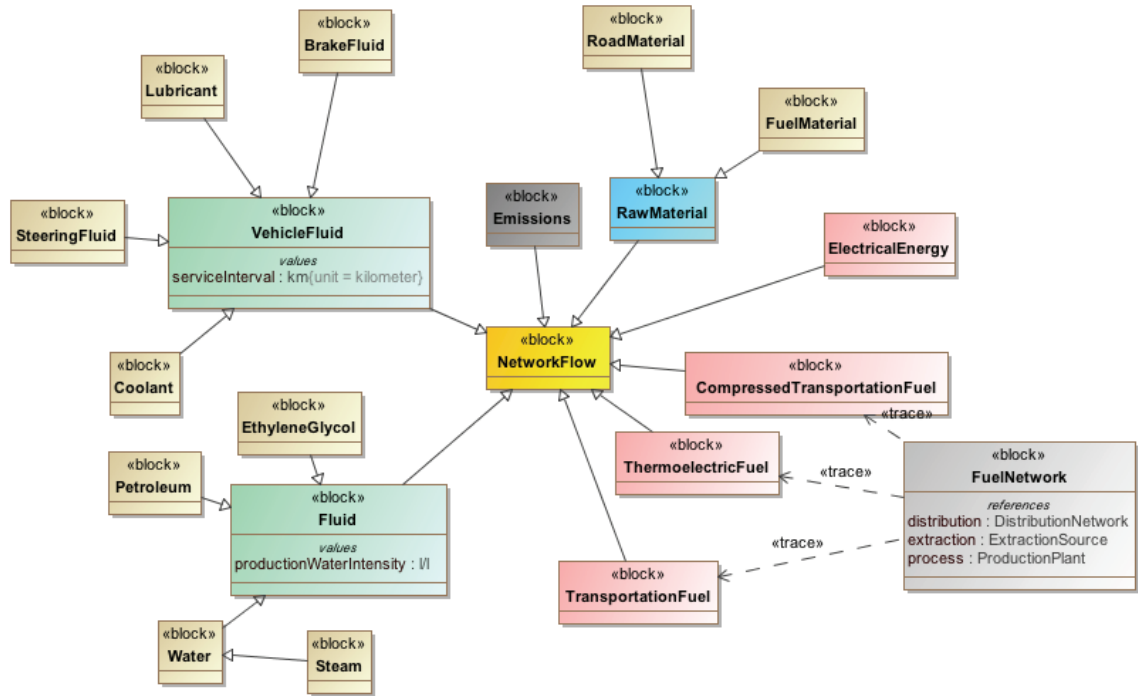 «block»
BrakeFluid
«block»
RoadMaterial
«block»
Lubricant
«block»
FuelMaterial
«block»
SteeringFluid
«block»
VehicleFluid
values
serviceInterval : km{unit = kilometer}
«block»
Emissions
«block»
RawMaterial
«block»
ElectricalEnergy
«block»
Coolant
«block»
NetworkFlow
«block»
CompressedTransportationFuel
«block»
EthyleneGlycol
«trace»
«block»
ThermoelectricFuel
«trace»
«block»
FuelNetwork
references
distribution : DistributionNetwork
extraction : ExtractionSource
process : ProductionPlant
«block»
Petroleum
«block»
Fluid
values
productionWaterIntensity : l/l
«trace»
«block»
TransportationFuel
«block»
Water
«block»
Steam